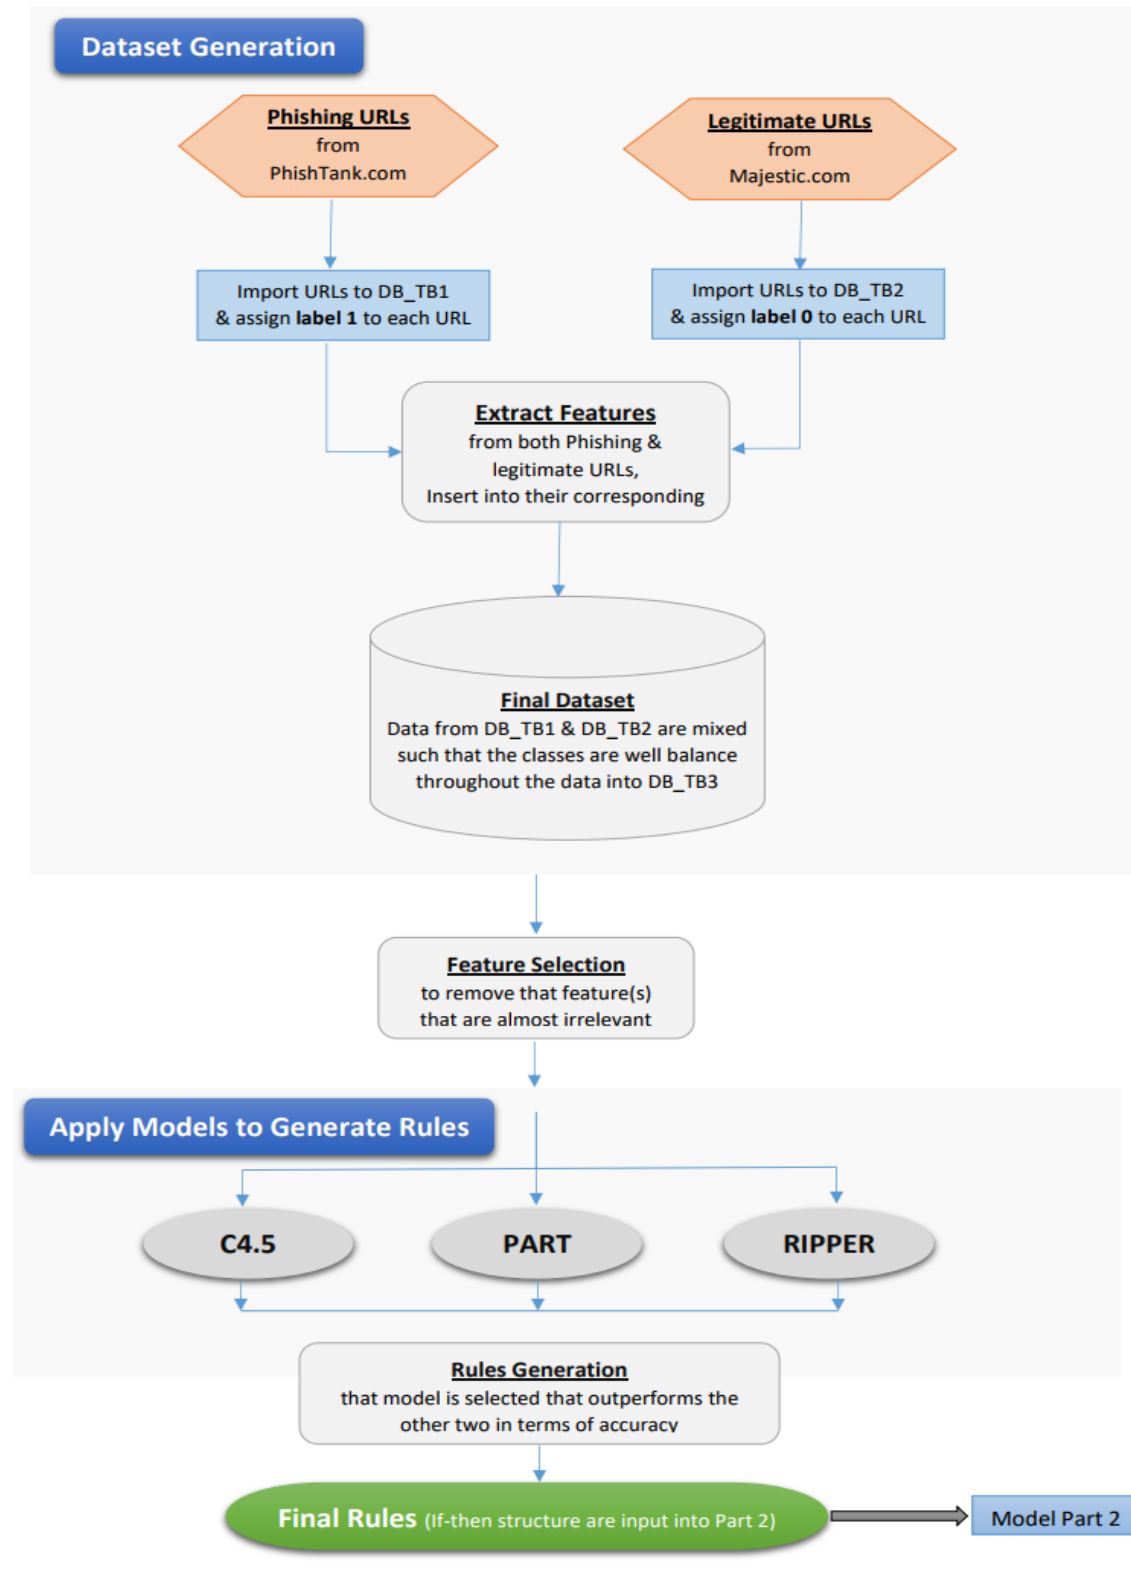 Dataset Generation
Phishing URLs
from
PhishTank.com
Legitimate URLs
from
Majestic.com
Import URLs to DB_TB1
& assign label 1 to each URL
Import URLs to DB_TB2
& assign label 0 to each URL
Extract Features
from both Phishing &
legitimate URLs,
Insert into their corresponding
Final Dataset
Data from DB_TB1 & DB_TB2 are mixed
such that the classes are well balance
throughout the data into DB_TB3
Feature Selection
to remove that feature(s)
that are almost irrelevant
Apply Models to Generate Rules
C4.5
PART
RIPPER
Rules Generation
that model is selected that outperforms the
other two in terms of accuracy
Final Rules (If-then structure are input into Part 2)
Model Part 2